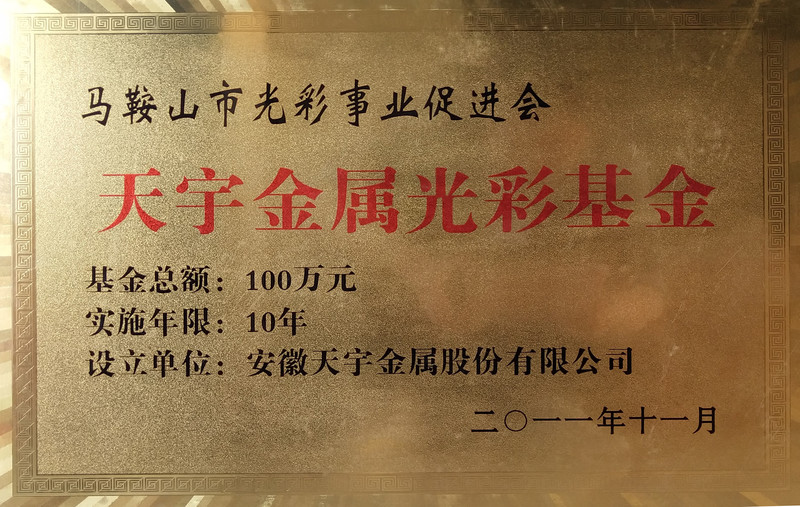 马鞍山市光彩事业促进会
天宇金属光彩基金
基金总额：100万元
实施年限：10年
设立单位：安徽天宇金属股份有限公司
二〇一一年十一月